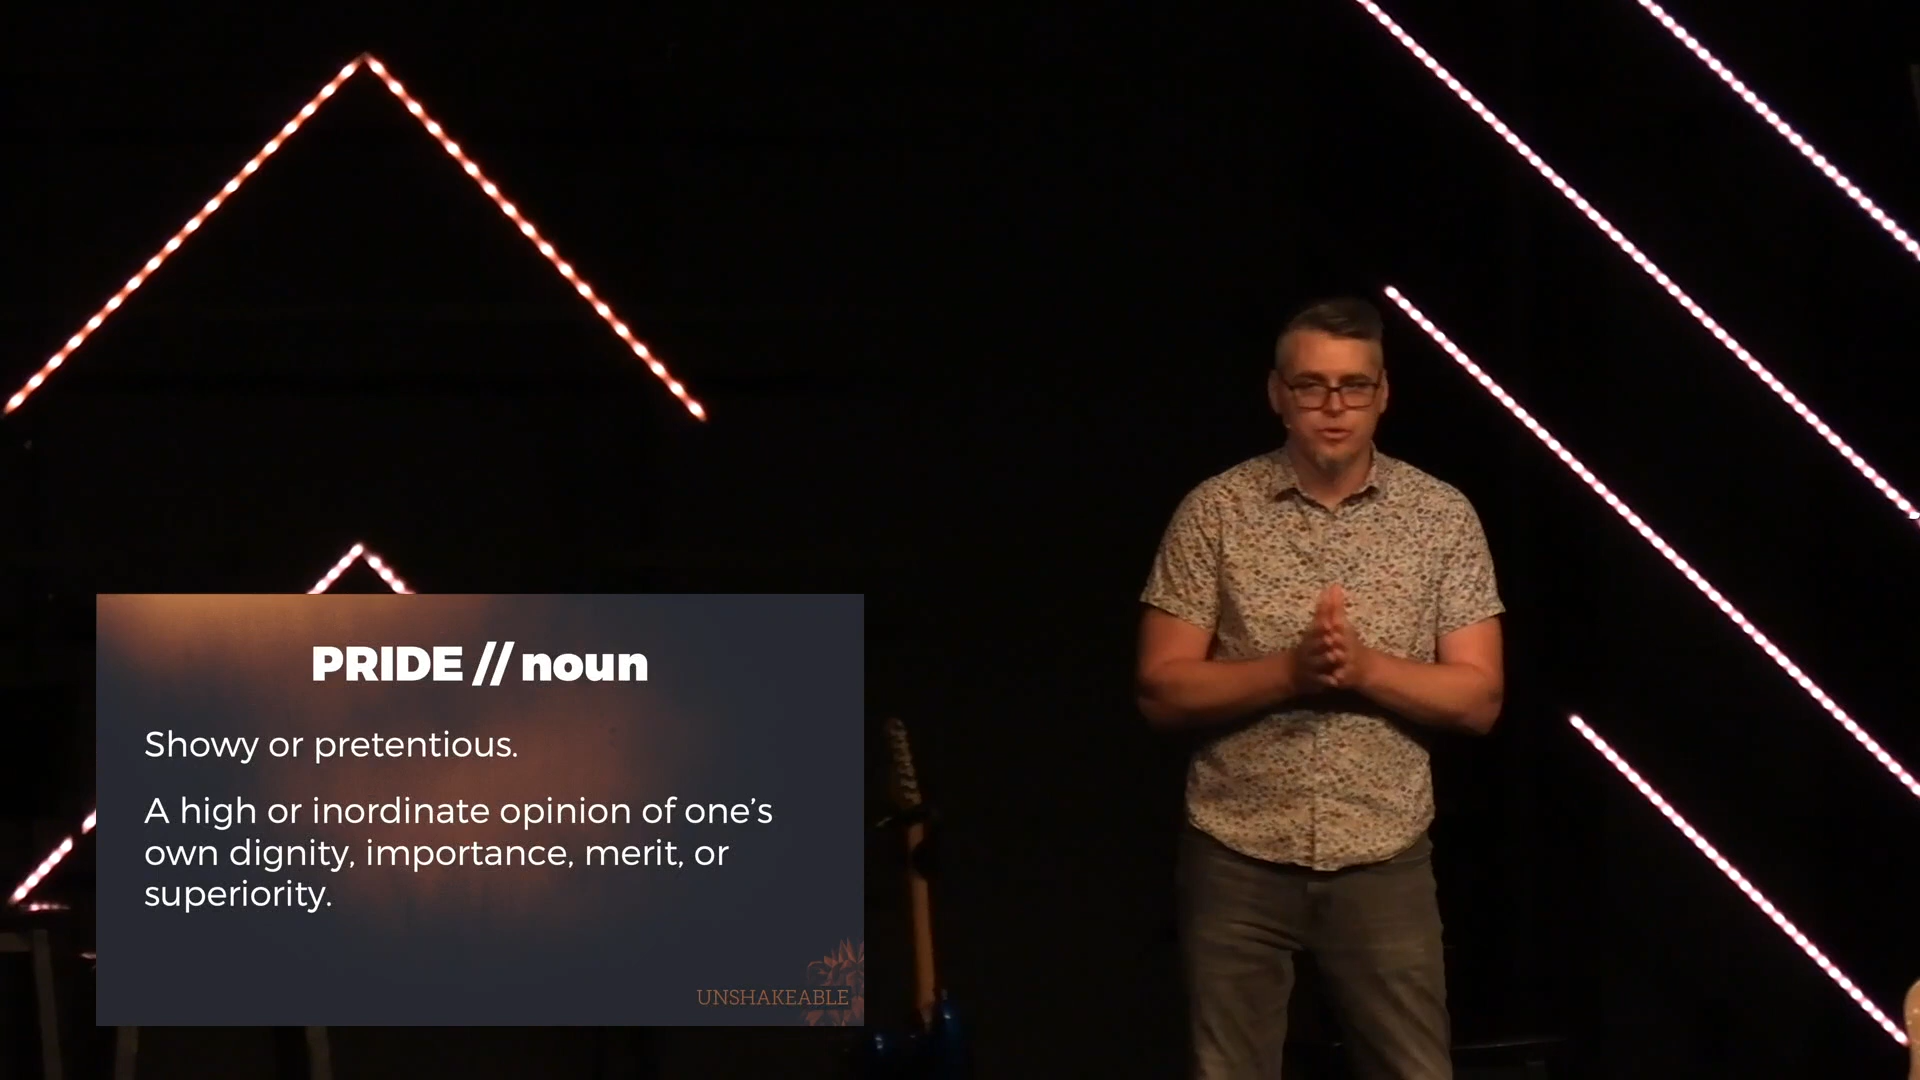 PRIDE // noun
Showy or pretentious.
A high or inordinate opinion of one’s
own dignity, importance, merit, or
superiority.
UNSHAKEABLE